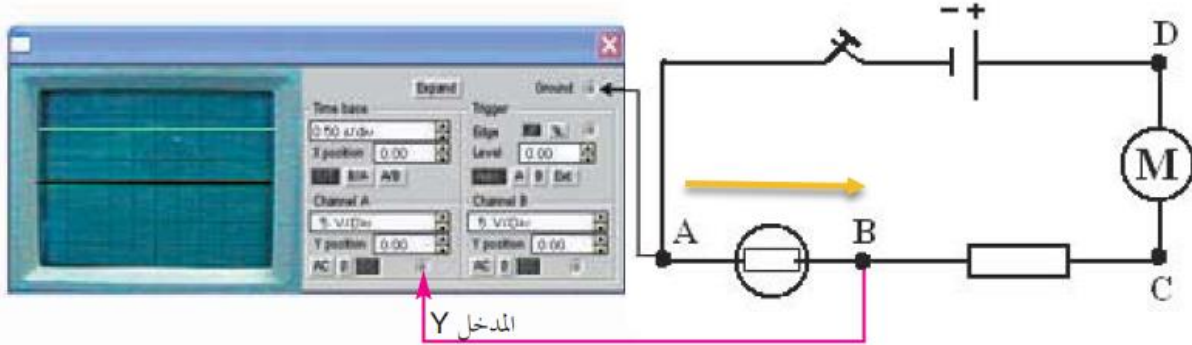 Expand
Ground
Time base
Trigger
0.50 s/div
Edge
X position 0.00
Level 0.00
B/A A/B
A B Ext
Channel A
Channel B
5 V/Div
5 V/Div
Y position 0.00
Y position 0.00
AC 0
AC 0
المدخل Y
- +
D
M
A
B
C